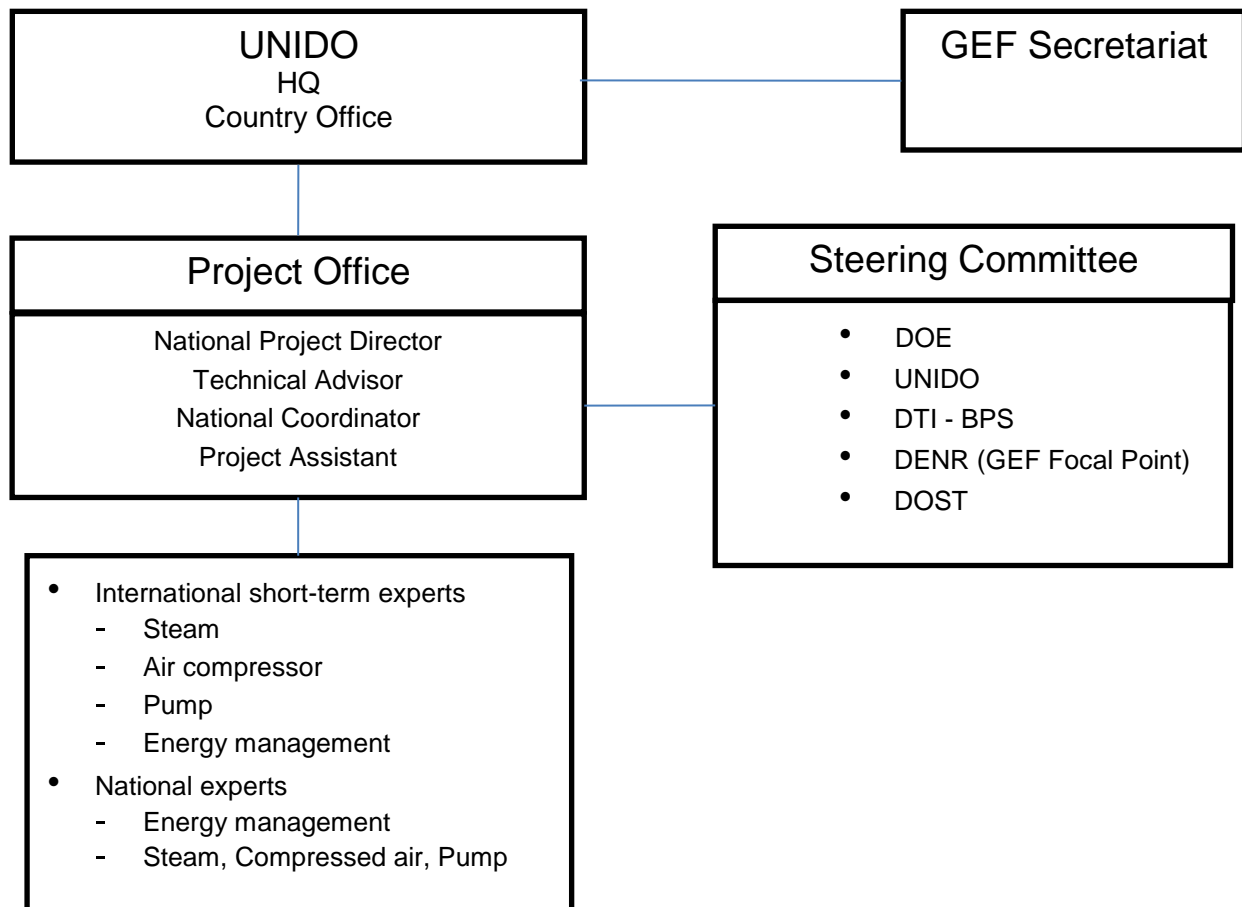 UNIDO
HQ
Country Office
GEF Secretariat
Project Office
National Project Director
Technical Advisor
National Coordinator
Project Assistant
Steering Committee
• DOE
• UNIDO
• DTI - BPS
• DENR (GEF Focal Point)
• DOST
• International short-term experts
- Steam
- Air compressor
- Pump
- Energy management
• National experts
- Energy management
- Steam, Compressed air, Pump